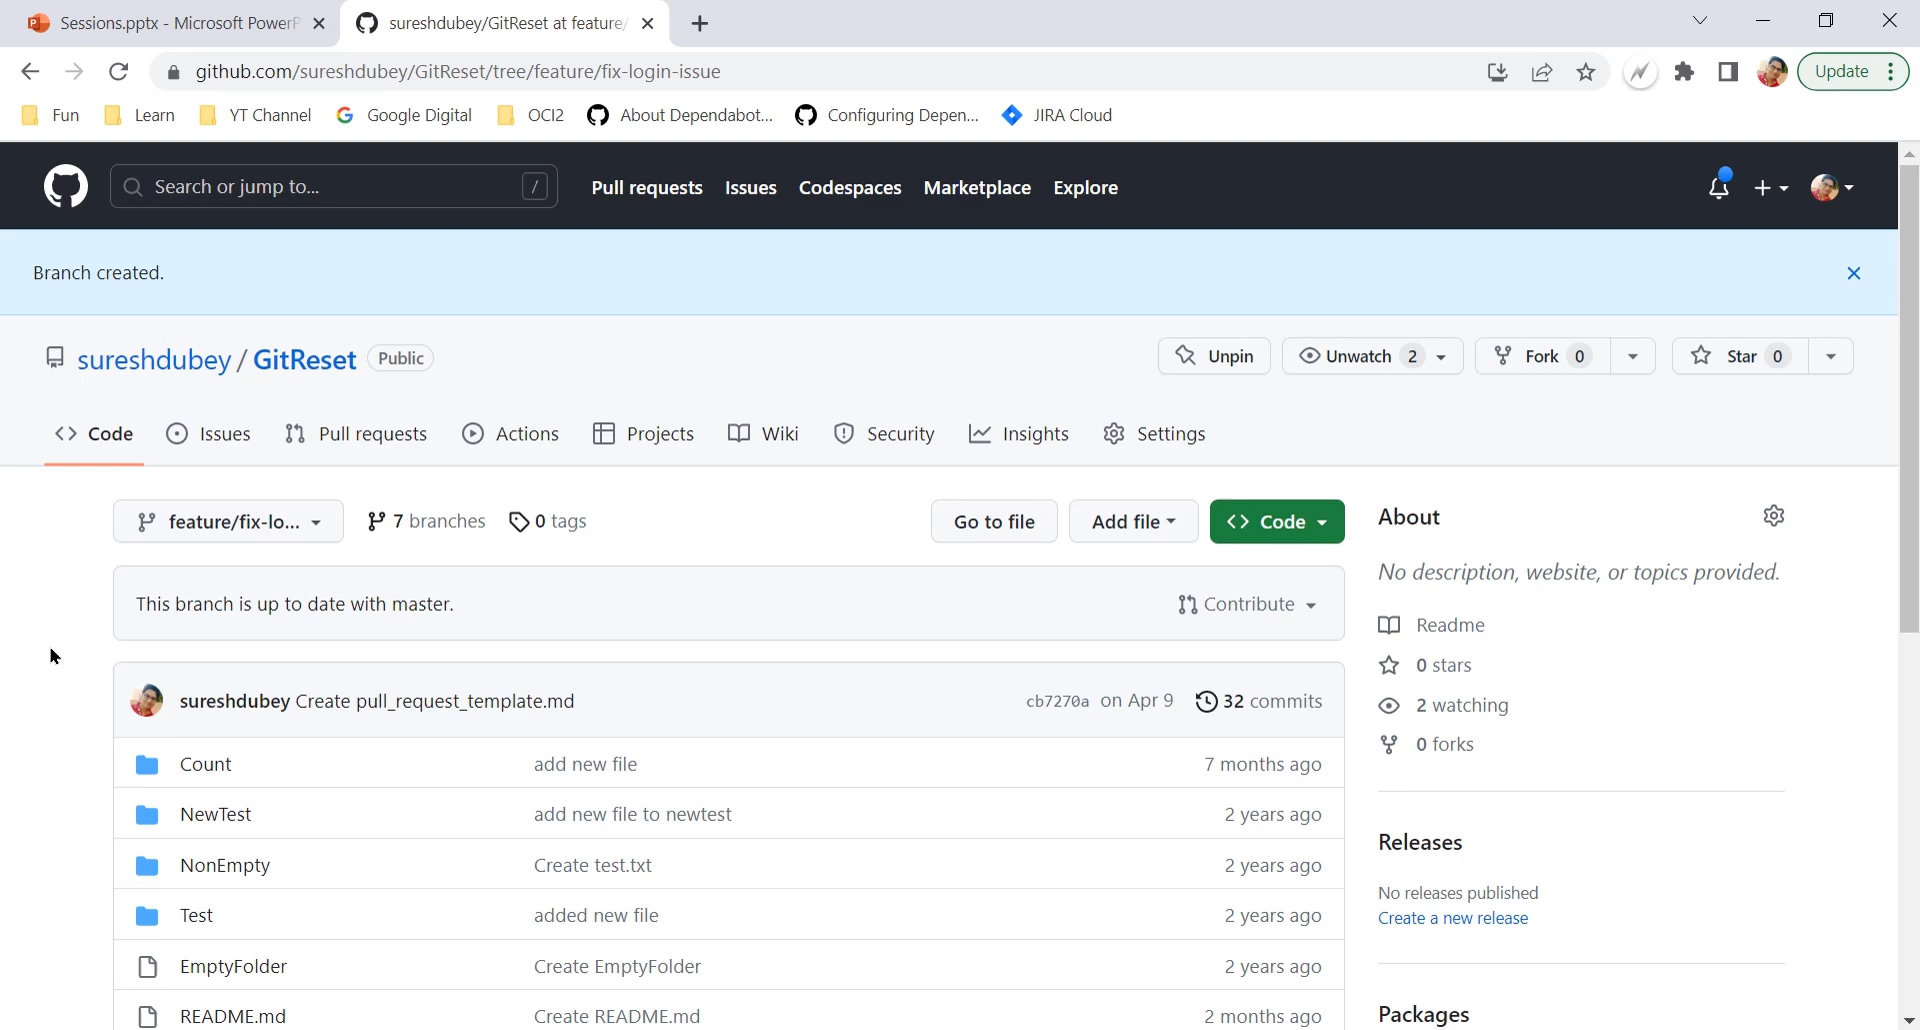 Sessions.pptx - Microsoft PowerP
sureshdubey/GitReset at feature/
github.com/sureshdubey/GitReset/tree/feature/fix-login-issue
Update
Fun
Learn
YT Channel
Google Digital
OCI2
About Dependabot...
Configuring Depen...
JIRA Cloud
Search or jump to...
/
Pull requests
Issues
Codespaces
Marketplace
Explore
Branch created.
sureshdubey / GitReset
Public
Unpin
Unwatch 2
Fork 0
Star 0
Code
Issues
Pull requests
Actions
Projects
Wiki
Security
Insights
Settings
feature/fix-lo...
7 branches
0 tags
Go to file
Add file
Code
This branch is up to date with master.
Contribute
sureshdubey Create pull_request_template.md
cb7270a on Apr 9
32 commits
Count
add new file
7 months ago
NewTest
add new file to newtest
2 years ago
NonEmpty
Create test.txt
2 years ago
Test
added new file
2 years ago
EmptyFolder
Create EmptyFolder
2 years ago
README.md
Create README.md
2 months ago
About
No description, website, or topics provided.
Readme
0 stars
2 watching
0 forks
Releases
No releases published
Create a new release
Packages